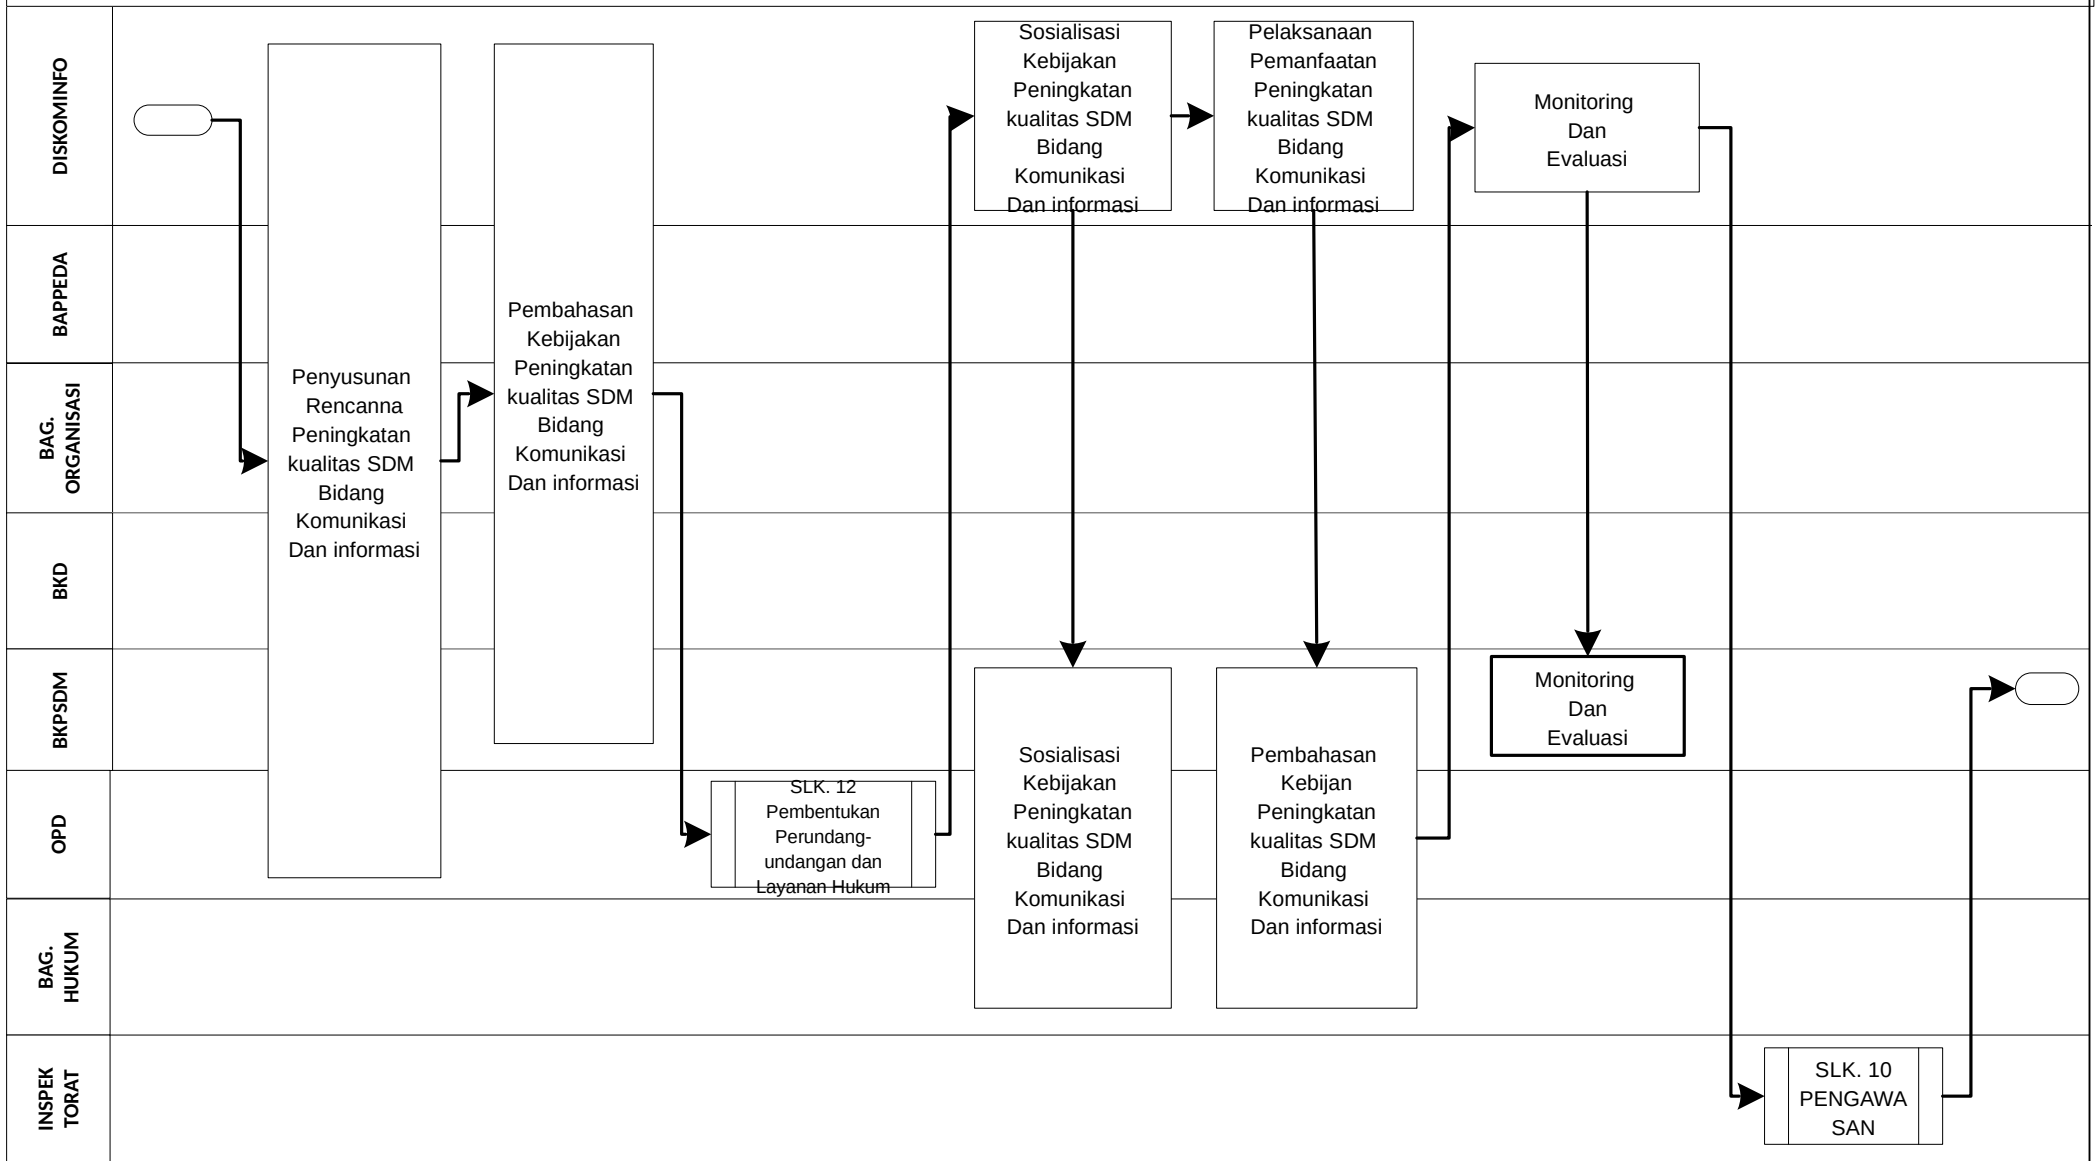 DISKOMINFO
BAPPEDA
BAG.
ORGANISASI
BKD
BKPSDM
OPD
BAG.
HUKUM
INSPEK
TORAT
Penyusunan
Rencanna
Peningkatan
kualitas SDM
Bidang
Komunikasi
Dan informasi
Pembahasan
Kebijakan
Peningkatan
kualitas SDM
Bidang
Komunikasi
Dan informasi
SLK. 12
Pembentukan
Perundang-
undangan dan
Layanan Hukum
Sosialisasi
Kebijakan
Peningkatan
kualitas SDM
Bidang
Komunikasi
Dan informasi
Pelaksanaan
Pemanfaatan
Peningkatan
kualitas SDM
Bidang
Komunikasi
Dan informasi
Monitoring
Dan
Evaluasi
Sosialisasi
Kebijakan
Peningkatan
kualitas SDM
Bidang
Komunikasi
Dan informasi
Pembahasan
Kebijan
Peningkatan
kualitas SDM
Bidang
Komunikasi
Dan informasi
Monitoring
Dan
Evaluasi
SLK. 10
PENGAWA
SAN